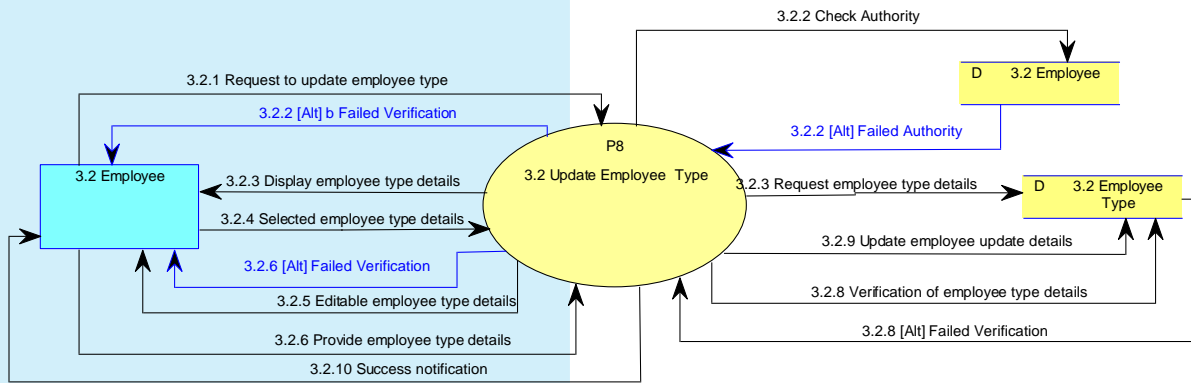 3.2.2 Check Authority
D 3.2 Employee
3.2.1 Request to update employee type
3.2.2 [Alt] b Failed Verification
3.2.2 [Alt] Failed Authority
P8
3.2 Update Employee Type
3.2 Employee
3.2.3 Display employee type details
3.2.3 Request employee type details
D 3.2 Employee
Type
3.2.4 Selected employee type details
3.2.9 Update employee update details
3.2.6 [Alt] Failed Verification
3.2.8 Verification of employee type details
3.2.5 Editable employee type details
3.2.8 [Alt] Failed Verification
3.2.6 Provide employee type details
3.2.10 Success notification